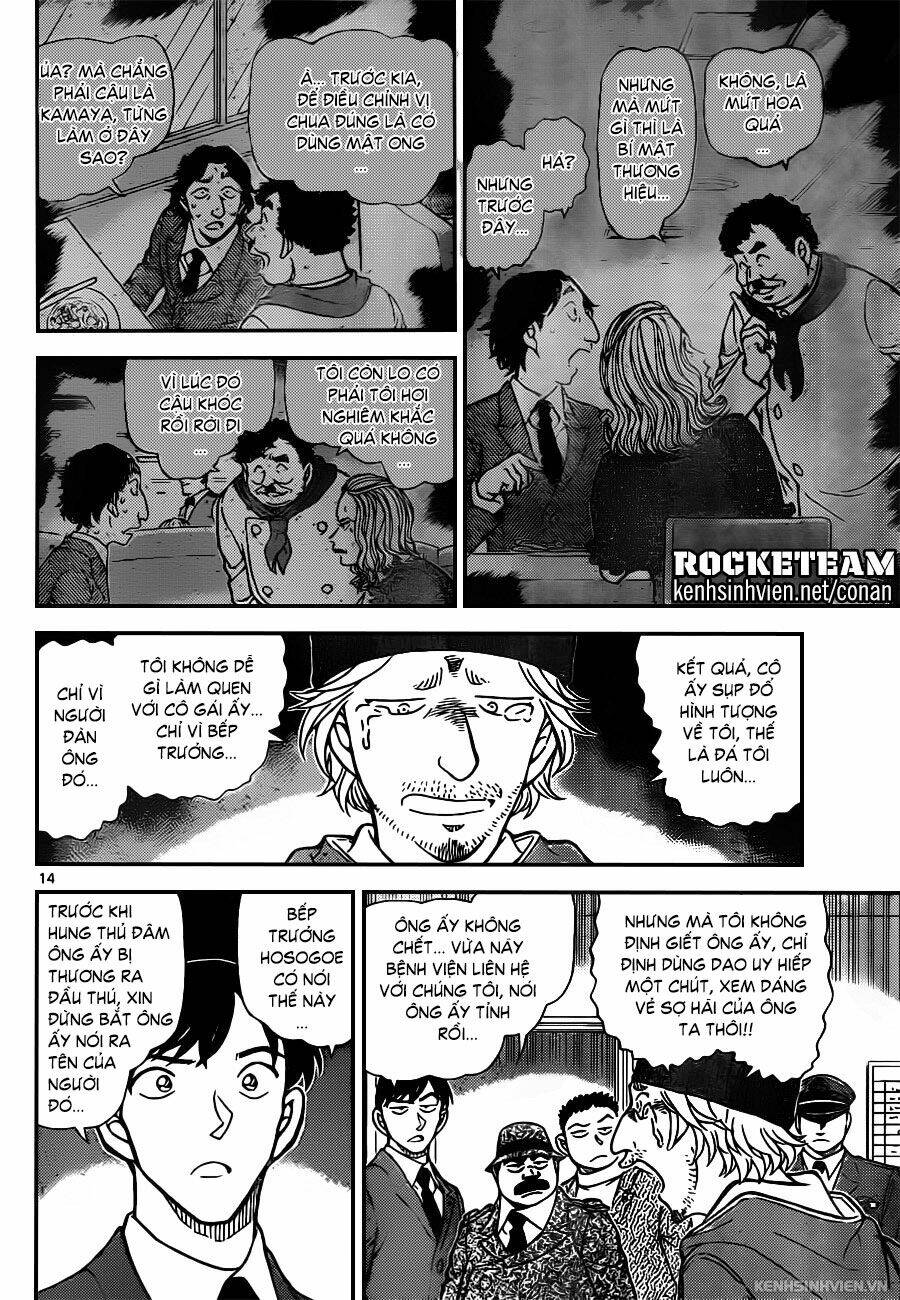 KHÔNG, LÀ
MỨT HOA
QUẢ
...
NHƯNG
MÀ MỨT
GÌ THÌ LÀ
BÍ MẬT
THƯƠNG
HIỆU...
HẢ?
NHƯNG
TRƯỚC
ĐÂY...
À... TRƯỚC KIA,
ĐỂ ĐIỀU CHỈNH VỊ
CHUA ĐÚNG LÀ CÓ
DÙNG MẬT ONG
...
ỦA? MÀ CHẲNG
PHẢI CẬU LÀ
KAMAYA, TỪNG
LÀM Ở ĐÂY
SAO?
TÔI CÒN LO CÓ
PHẢI TÔI HƠI
NGHIÊM KHẮC
QUÁ KHÔNG
...
VÌ LÚC ĐÓ
CẬU KHÓC
RỒI RỜI ĐI
...
ROCKETEAM
kenhsinhvien.net/conan
KẾT QUẢ, CÔ
ẤY SỤP ĐỔ
HÌNH TƯỢNG
VỀ TÔI, THẾ
LÀ ĐÁ TÔI
LUÔN...
TÔI KHÔNG DỄ
GÌ LÀM QUEN
VỚI CÔ GÁI ẤY...
CHỈ VÌ BẾP
TRƯỞNG...
CHỈ VÌ
NGƯỜI
ĐÀN
ÔNG
ĐÓ...
14
NHƯNG MÀ TÔI KHÔNG
ĐỊNH GIẾT ÔNG ẤY, CHỈ
ĐỊNH DÙNG DAO UY HIẾP
MỘT CHÚT, XEM DÁNG
VẺ SỢ HÃI CỦA ÔNG
TA THÔI!!
ÔNG ẤY KHÔNG
CHẾT... VỪA NÃY
BỆNH VIỆN LIÊN HỆ
VỚI CHÚNG TÔI, NÓI
ÔNG ẤY TỈNH
RỒI...
BẾP
TRƯỞNG
HOSOGOE
CÓ NÓI
THẾ NÀY
...
TRƯỚC KHI
HUNG THỦ ĐÂM
ÔNG ẤY BỊ
THƯƠNG RA
ĐẦU THÚ, XIN
ĐỪNG BẮT ÔNG
ẤY NÓI RA
TÊN CỦA
NGƯỜI
ĐÓ...
KENHSINHVIEN.VN